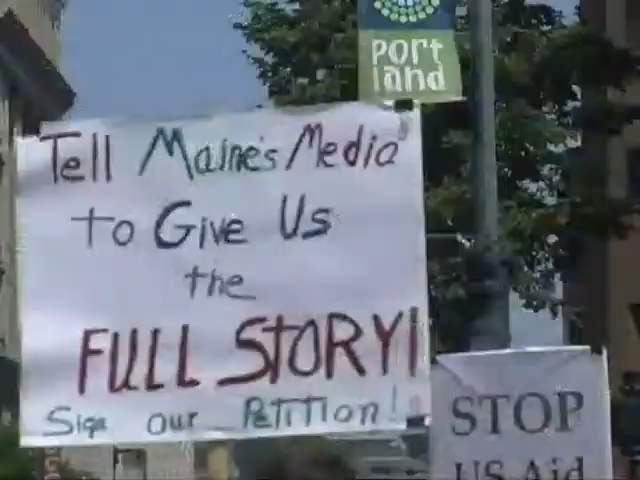 port
land
Tell Maine's Media
to Give Us
the
FULL STORY!
Sign our PETITION!
STOP
US Aid